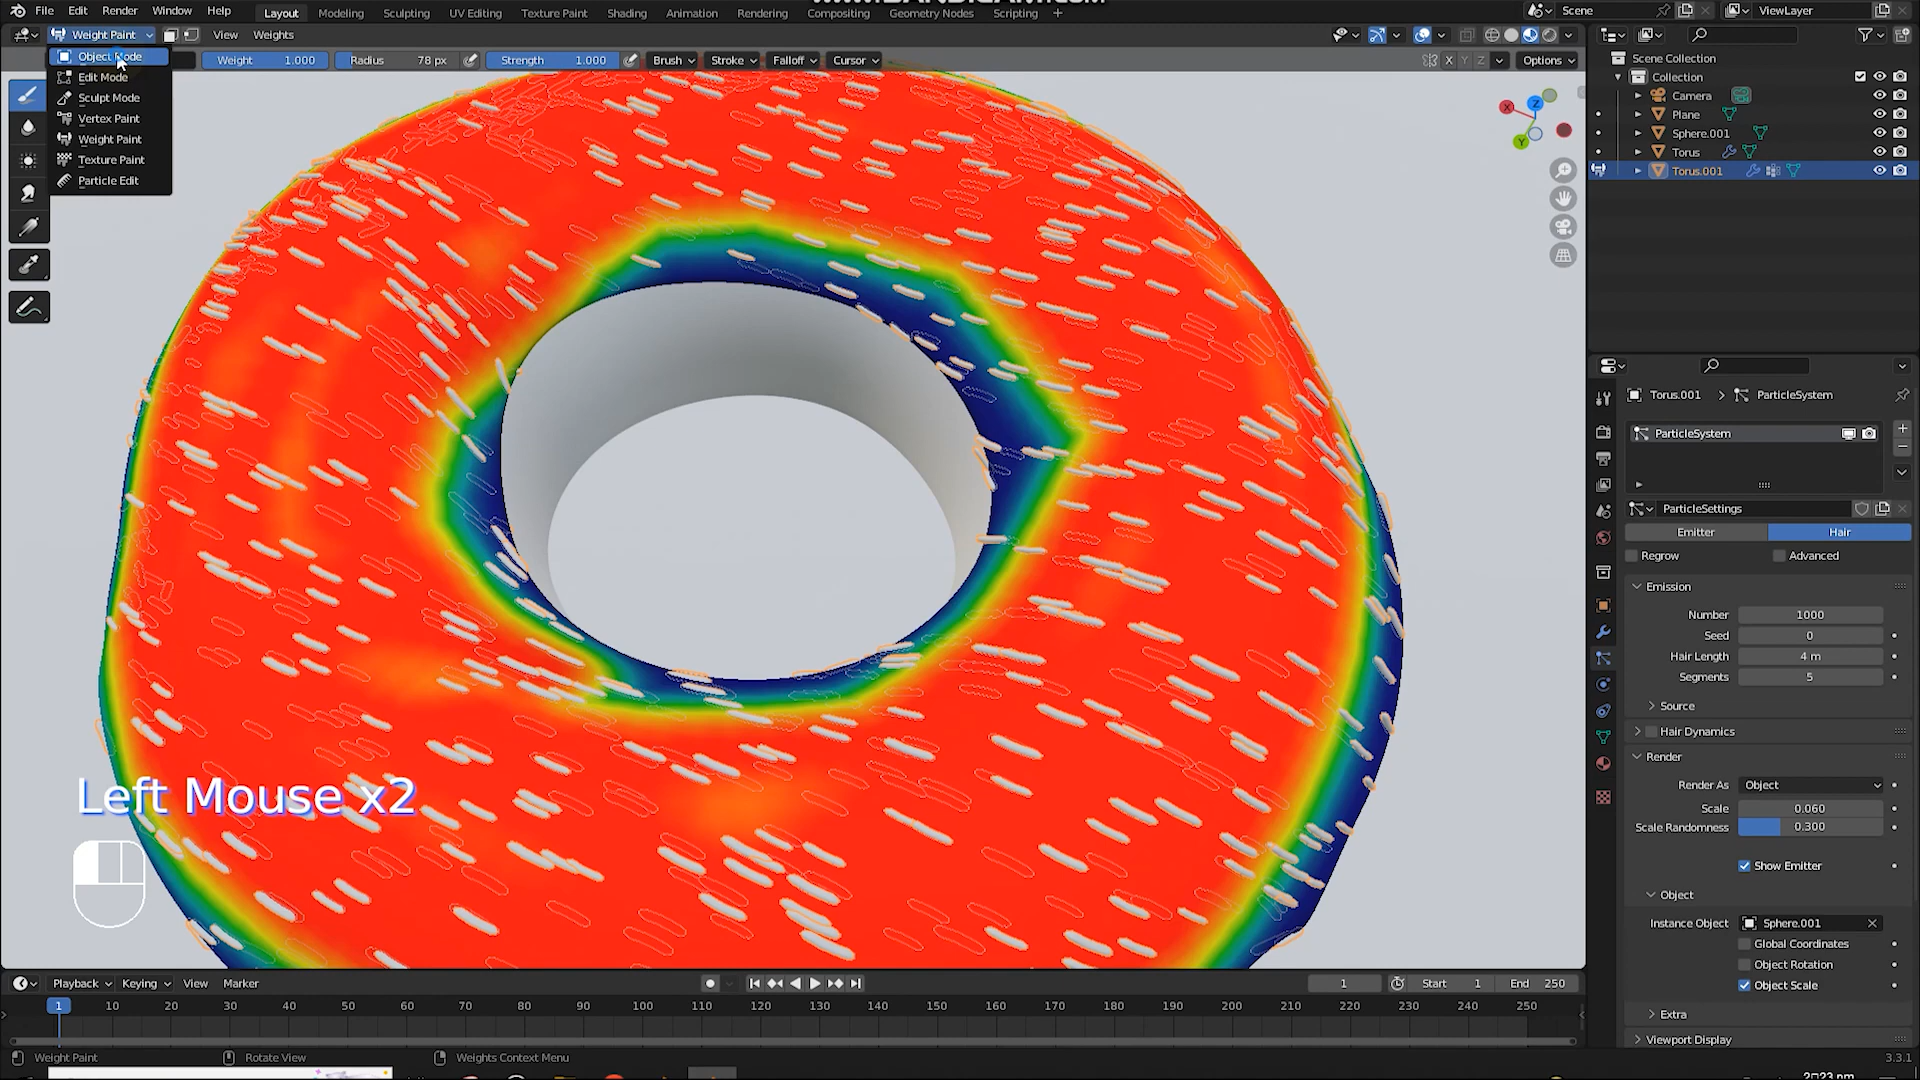 File Edit Render Window Help Layout Modeling Sculpting UV Editing Texture Paint Shading Animation Rendering Compositing Geometry Nodes Scripting + Scene ViewLayer
Weight Paint View Weights
Weight 1.000 Radius 78 px Strength 1.000 Brush Stroke Falloff Cursor X Y Z Options
Object Mode
Edit Mode
Sculpt Mode
Vertex Paint
Weight Paint
Texture Paint
Particle Edit
X Z Y
Left Mouse x2
Scene Collection
Collection
Camera
Plane
Sphere.001
Torus
Torus.001
Torus.001 > ParticleSystem
ParticleSystem
ParticleSettings
Emitter Hair
Regrow Advanced
Emission
Number 1000
Seed 0
Hair Length 4 m
Segments 5
Source
Hair Dynamics
Render
Render As Object
Scale 0.060
Scale Randomness 0.300
Show Emitter
Object
Instance Object Sphere.001
Global Coordinates
Object Rotation
Object Scale
Extra
Viewport Display
Playback Keying View Marker 1 Start 1 End 250
1 10 20 30 40 50 60 70 80 90 100 110 120 130 140 150 160 170 180 190 200 210 220 230 240 250
Weight Paint Rotate View Weights Context Menu 3.3.1